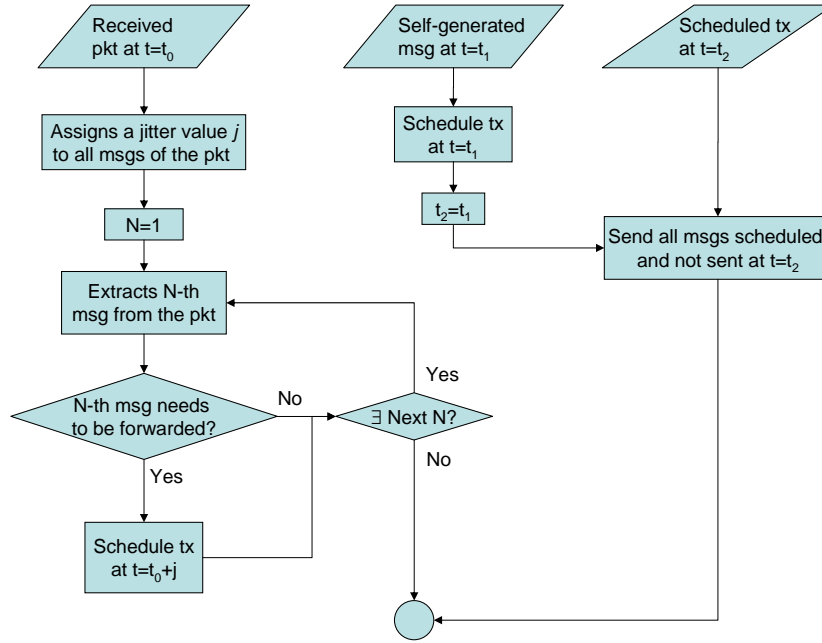 Received
pkt at t=t₀
Self-generated
msg at t=t₁
Scheduled tx
at t=t₂
Assigns a jitter value j
to all msgs of the pkt
Schedule tx
at t=t₁
N=1
t₂=t₁
Send all msgs scheduled
and not sent at t=t₂
Extracts N-th
msg from the pkt
Yes
N-th msg needs
to be forwarded?
No
∃ Next N?
Yes
No
Schedule tx
at t=t₀+j